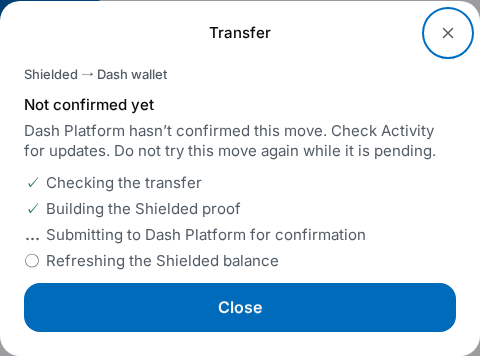 Transfer
Shielded → Dash wallet
Not confirmed yet
Dash Platform hasn’t confirmed this move. Check Activity
for updates. Do not try this move again while it is pending.
✓ Checking the transfer
✓ Building the Shielded proof
… Submitting to Dash Platform for confirmation
○ Refreshing the Shielded balance
Close